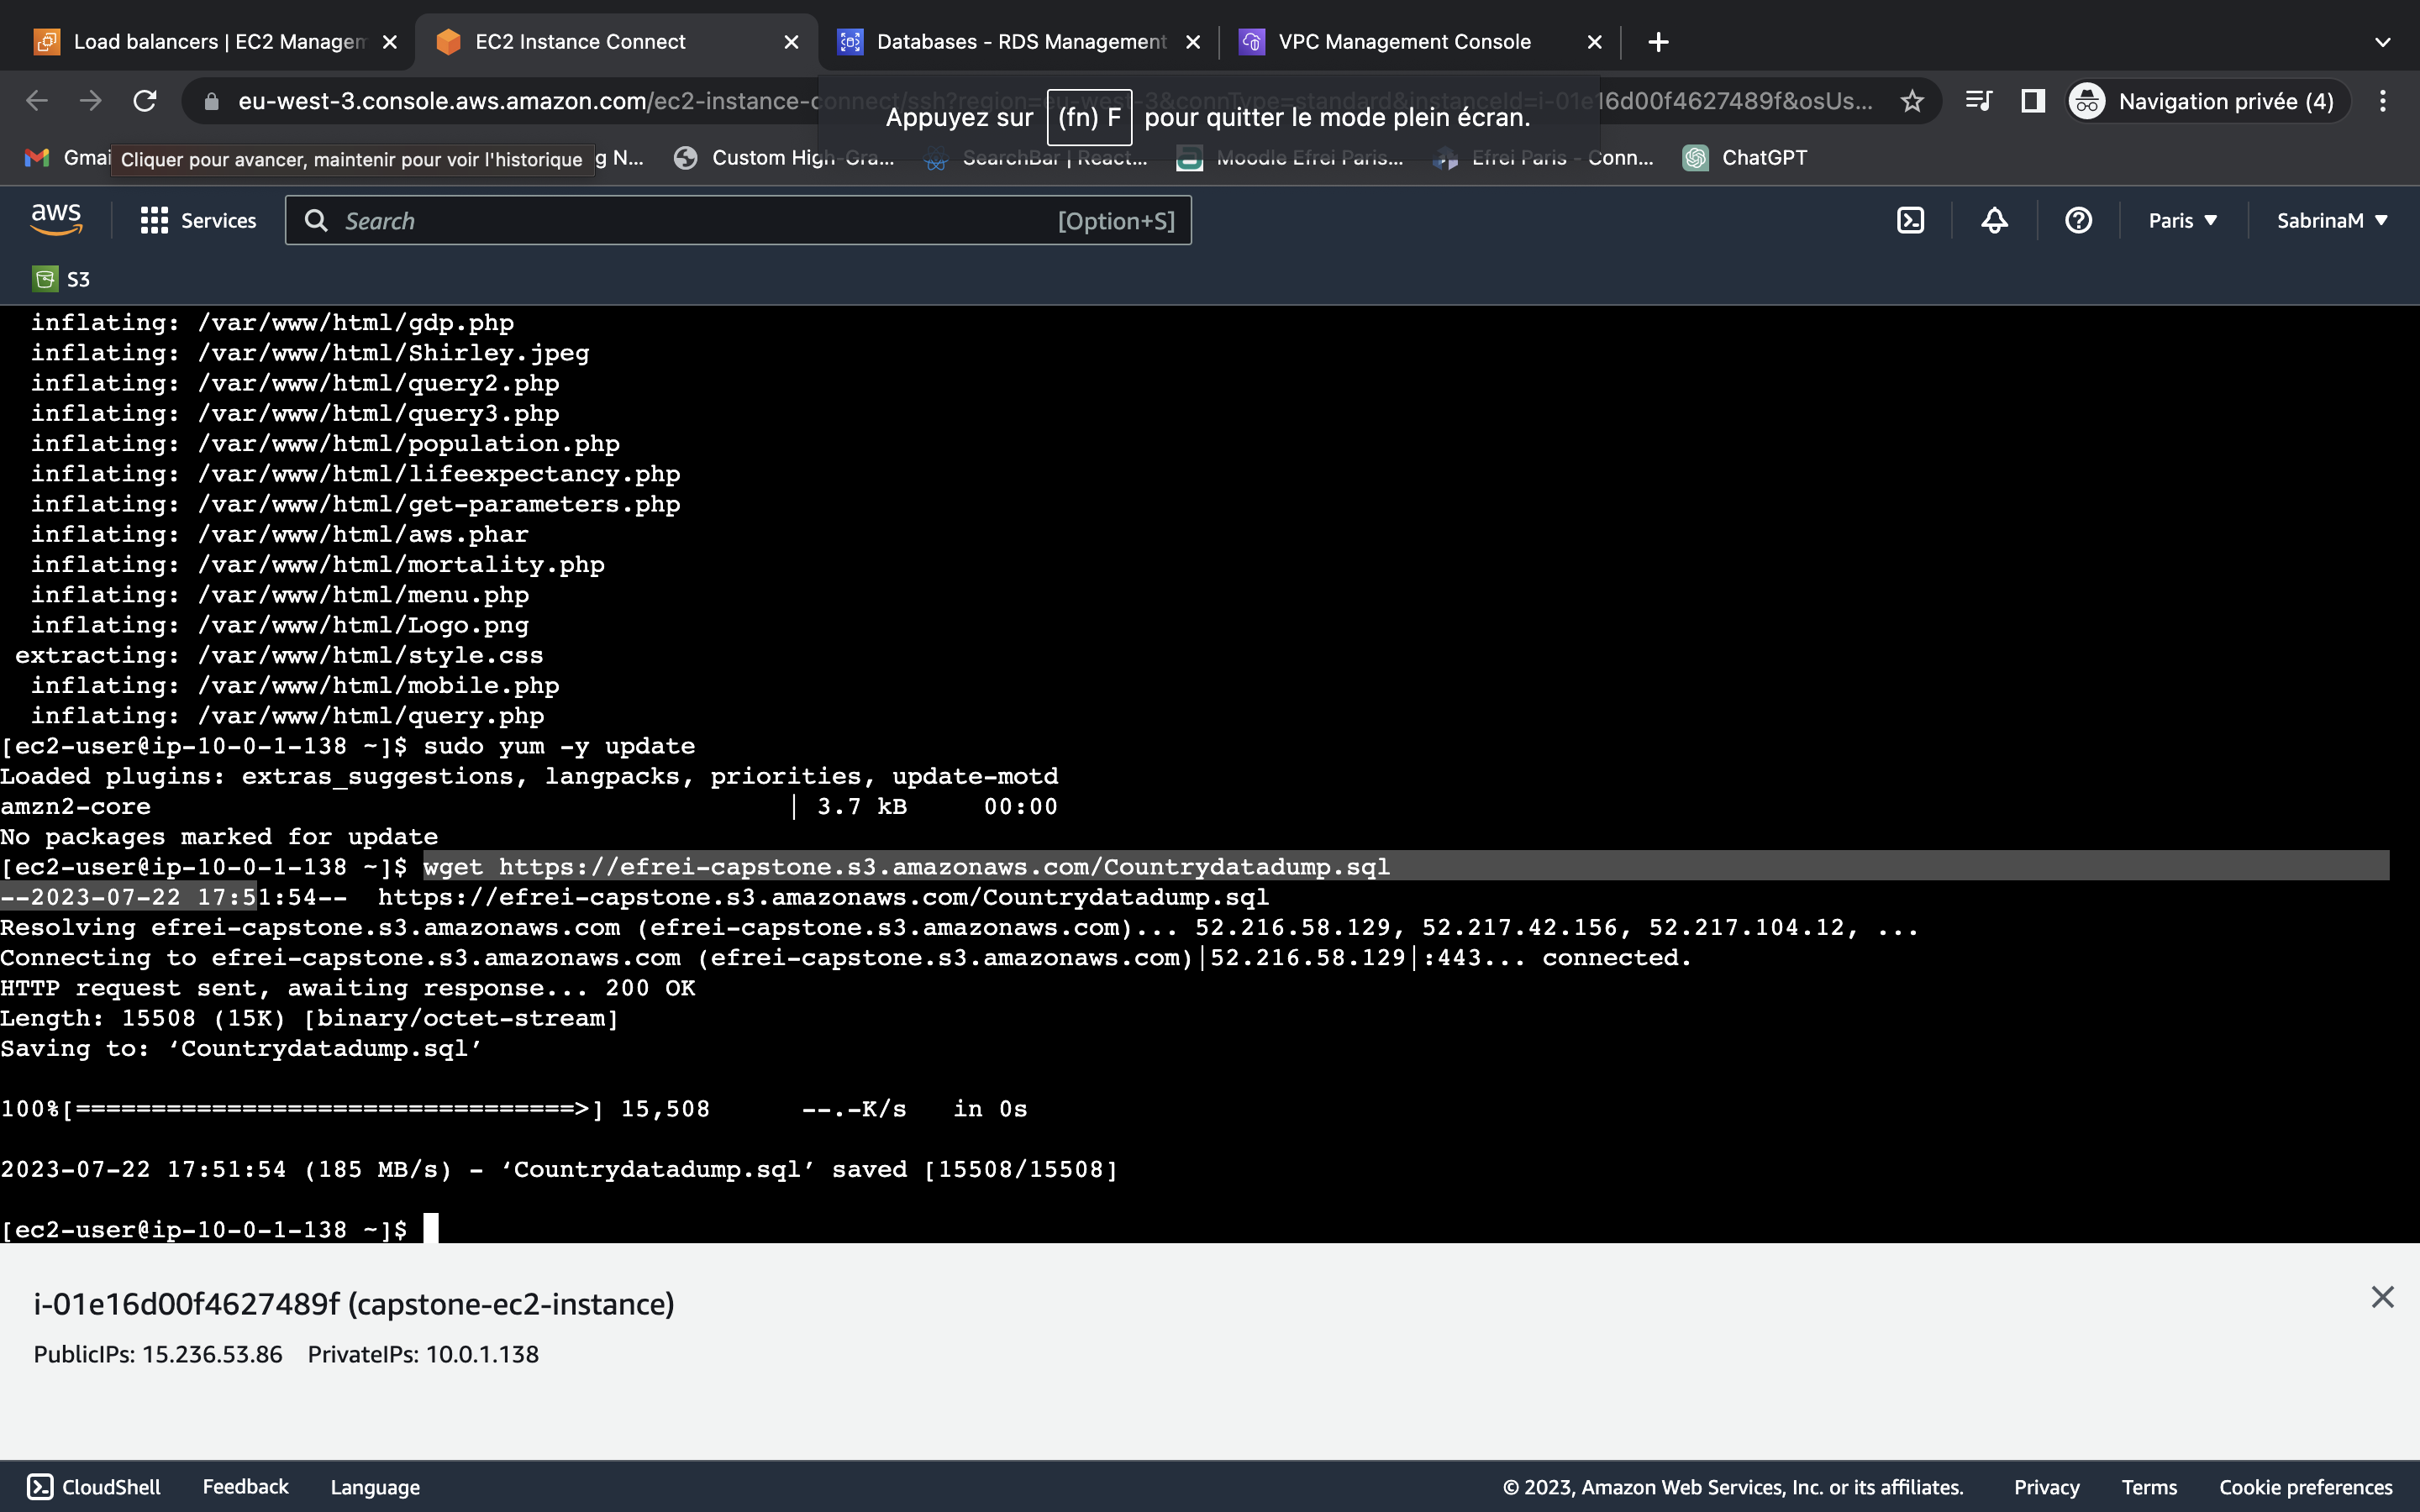 Load balancers | EC2 Managem
EC2 Instance Connect
Databases - RDS Management
VPC Management Console
eu-west-3.console.aws.amazon.com/ec2-instance-connect/ssh?region=eu-west-3&connType=standard&instanceId=i-01e16d00f4627489f&osUs...
Navigation privée (4)
Appuyez sur (fn) F pour quitter le mode plein écran.
Gmai
Cliquer pour avancer, maintenir pour voir l'historique
g N...
Custom High-Gra...
SearchBar | React...
Moodle Efrei Paris...
Efrei Paris - Conn...
ChatGPT
aws
Services
Search
[Option+S]
Paris
SabrinaM
S3
inflating: /var/www/html/gdp.php
inflating: /var/www/html/Shirley.jpeg
inflating: /var/www/html/query2.php
inflating: /var/www/html/query3.php
inflating: /var/www/html/population.php
inflating: /var/www/html/lifeexpectancy.php
inflating: /var/www/html/get-parameters.php
inflating: /var/www/html/aws.phar
inflating: /var/www/html/mortality.php
inflating: /var/www/html/menu.php
inflating: /var/www/html/Logo.png
extracting: /var/www/html/style.css
inflating: /var/www/html/mobile.php
inflating: /var/www/html/query.php
[ec2-user@ip-10-0-1-138 ~]$ sudo yum -y update
Loaded plugins: extras_suggestions, langpacks, priorities, update-motd
amzn2-core | 3.7 kB 00:00
No packages marked for update
[ec2-user@ip-10-0-1-138 ~]$ wget https://efrei-capstone.s3.amazonaws.com/Countrydatadump.sql
--2023-07-22 17:51:54-- https://efrei-capstone.s3.amazonaws.com/Countrydatadump.sql
Resolving efrei-capstone.s3.amazonaws.com (efrei-capstone.s3.amazonaws.com)... 52.216.58.129, 52.217.42.156, 52.217.104.12, ...
Connecting to efrei-capstone.s3.amazonaws.com (efrei-capstone.s3.amazonaws.com)|52.216.58.129|:443... connected.
HTTP request sent, awaiting response... 200 OK
Length: 15508 (15K) [binary/octet-stream]
Saving to: ‘Countrydatadump.sql’
100%[=================================>] 15,508 --.-K/s in 0s
2023-07-22 17:51:54 (185 MB/s) - ‘Countrydatadump.sql’ saved [15508/15508]
[ec2-user@ip-10-0-1-138 ~]$
i-01e16d00f4627489f (capstone-ec2-instance)
PublicIPs: 15.236.53.86 PrivateIPs: 10.0.1.138
CloudShell
Feedback
Language
© 2023, Amazon Web Services, Inc. or its affiliates.
Privacy
Terms
Cookie preferences